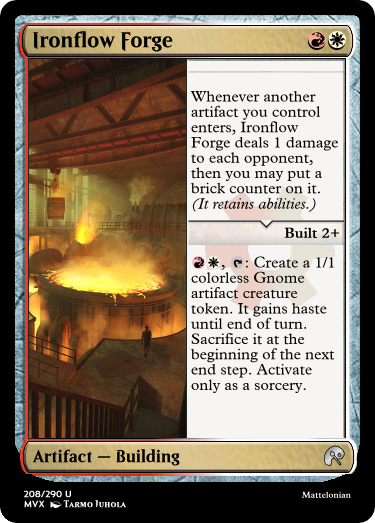 Ironflow Forge
Whenever another
artifact you control
enters, Ironflow
Forge deals 1 damage
to each opponent,
then you may put a
brick counter on it.
(It retains abilities.)
Built 2+
, : Create a 1/1
colorless Gnome
artifact creature
token. It gains haste
until end of turn.
Sacrifice it at the
beginning of the next
end step. Activate
only as a sorcery.
Artifact — Building
208/290 U
MVX Tarmo Juhola
Mattelonian